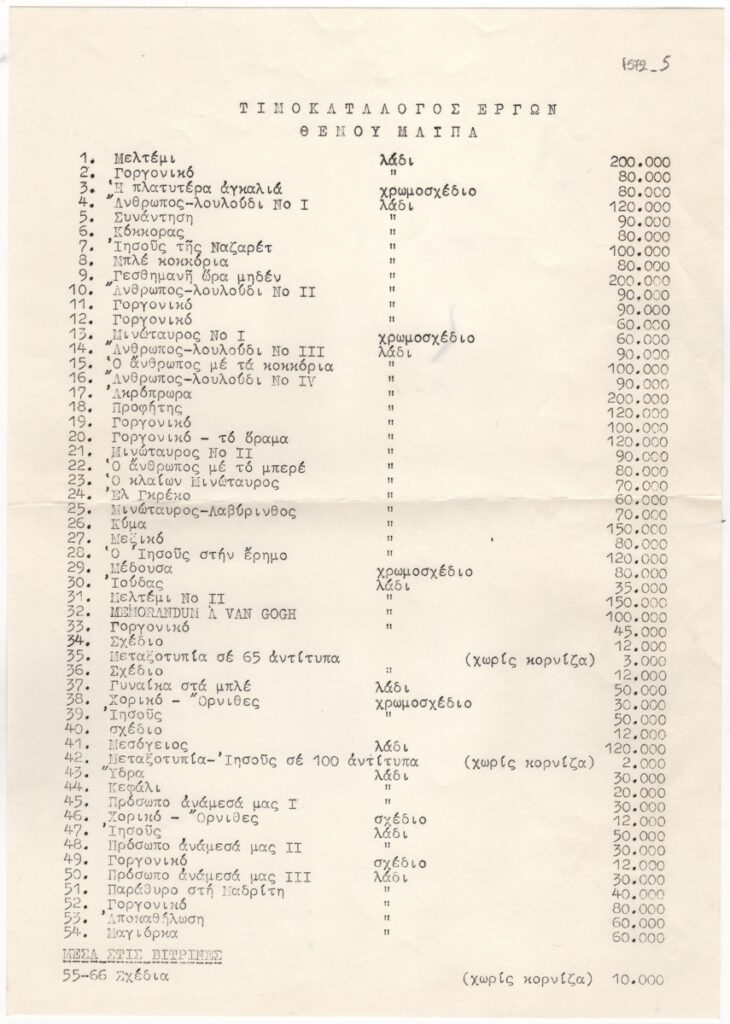 1572_5
ΤΙΜΟΚΑΤΑΛΟΓΟΣ ΕΡΓΩΝ
ΘΕΜΟΥ ΜΑΙΠΑ
1. Μελτέμι λάδι 200.000
2. Γοργονικό " 80.000
3. Ἡ πλατυτέρα ἀγκαλιά χρωμοσχέδιο 80.000
4. Ἄνθρωπος-λουλούδι Νο Ι λάδι 120.000
5. Συνάντηση " 90.000
6. Κόκκορας " 80.000
7. Ἰησοῦς τῆς Ναζαρέτ " 100.000
8. Μπλέ κοκκόρια " 80.000
9. Γεσθημανῆ ὥρα μηδέν " 200.000
10. Ἄνθρωπος-λουλούδι Νο ΙΙ " 90.000
11. Γοργονικό " 90.000
12. Γοργονικό " 60.000
13. Μινώταυρος Νο Ι χρωμοσχέδιο 60.000
14. Ἄνθρωπος-λουλούδι Νο ΙΙΙ λάδι 90.000
15. Ὁ ἄνθρωπος μέ τά κοκκόρια " 100.000
16. Ἄνθρωπος-λουλούδι Νο IV " 90.000
17. Ἀκρόπρωρα " 200.000
18. Προφήτης " 120.000
19. Γοργονικό " 100.000
20. Γοργονικό - τό ὅραμα " 120.000
21. Μινώταυρος Νο ΙΙ " 90.000
22. Ὁ ἄνθρωπος μέ τό μπερέ " 80.000
23. Ὁ κλαίων Μινώταυρος " 70.000
24. Ἐλ Γκρέκο " 60.000
25. Μινώταυρος-Λαβύρινθος " 70.000
26. Κῦμα " 150.000
27. Μεξικό " 80.000
28. Ὁ Ἰησοῦς στήν ἔρημο " 120.000
29. Μέδουσα χρωμοσχέδιο 80.000
30. Ἰούδας λάδι 35.000
31. Μελτέμι Νο ΙΙ " 150.000
32. MEMORANDUM A VAN GOGH " 100.000
33. Γοργονικό " 45.000
34. Σχέδιο 12.000
35. Μεταξοτυπία σέ 65 ἀντίτυπα (χωρίς κορνίζα) 3.000
36. Σχέδιο " 12.000
37. Γυναίκα στά μπλέ λάδι 50.000
38. Χορικό - Ὄρνιθες χρωμοσχέδιο 30.000
39. Ἰησοῦς " 50.000
40. σχέδιο 12.000
41. Μεσόγειος λάδι 120.000
42. Μεταξοτυπία-Ἰησοῦς σέ 100 ἀντίτυπα (χωρίς κορνίζα) 2.000
43. Ὕδρα λάδι 30.000
44. Κεφάλι " 20.000
45. Πρόσωπο ἀνάμεσά μας Ι " 30.000
46. Χορικό - Ὄρνιθες σχέδιο 12.000
47. Ἰησοῦς λάδι 50.000
48. Πρόσωπο ἀνάμεσά μας ΙΙ " 30.000
49. Γοργονικό σχέδιο 12.000
50. Πρόσωπο ἀνάμεσά μας ΙΙΙ λάδι 30.000
51. Παράθυρο στή Μαδρίτη " 40.000
52. Γοργονικό " 80.000
53. Ἀποκαθήλωση " 60.000
54. Μαγιόρκα " 60.000
ΜΕΣΑ ΣΤΙΣ ΒΙΤΡΙΝΕΣ
55-66 Σχέδια (χωρίς κορνίζα) 10.000